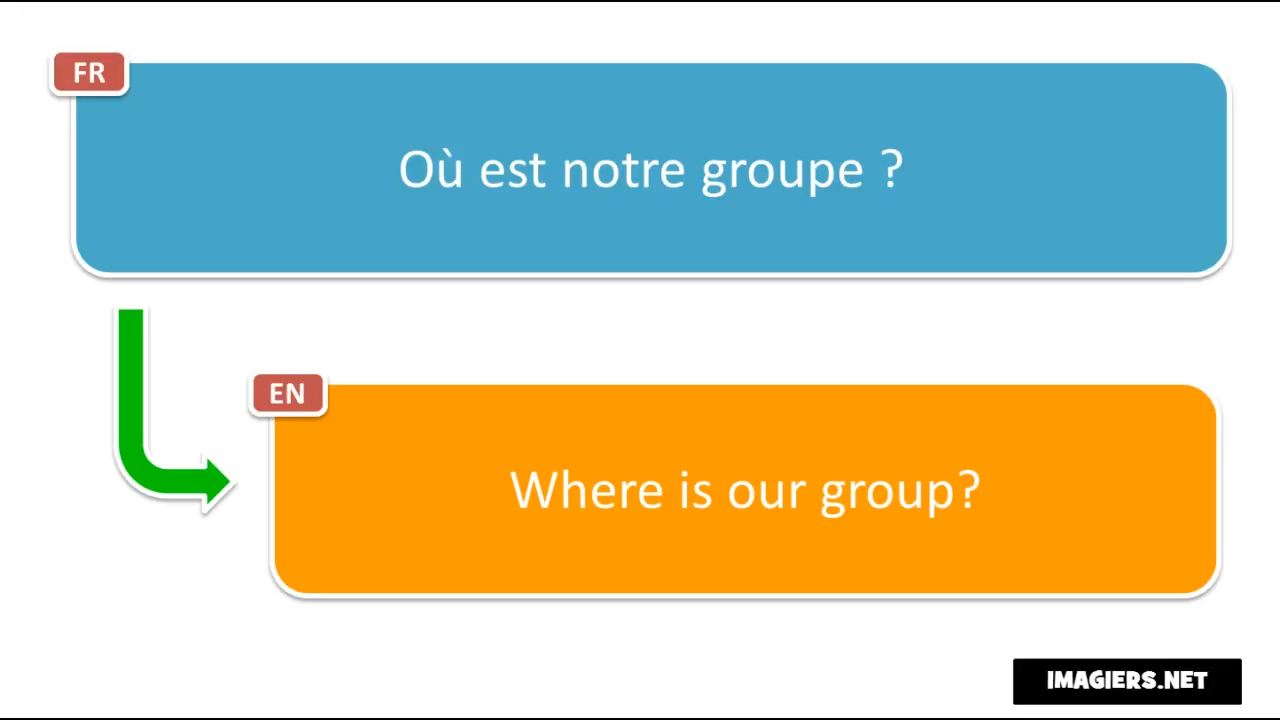 FR
Où est notre groupe ?
EN
Where is our group?
IMAGIERS.NET